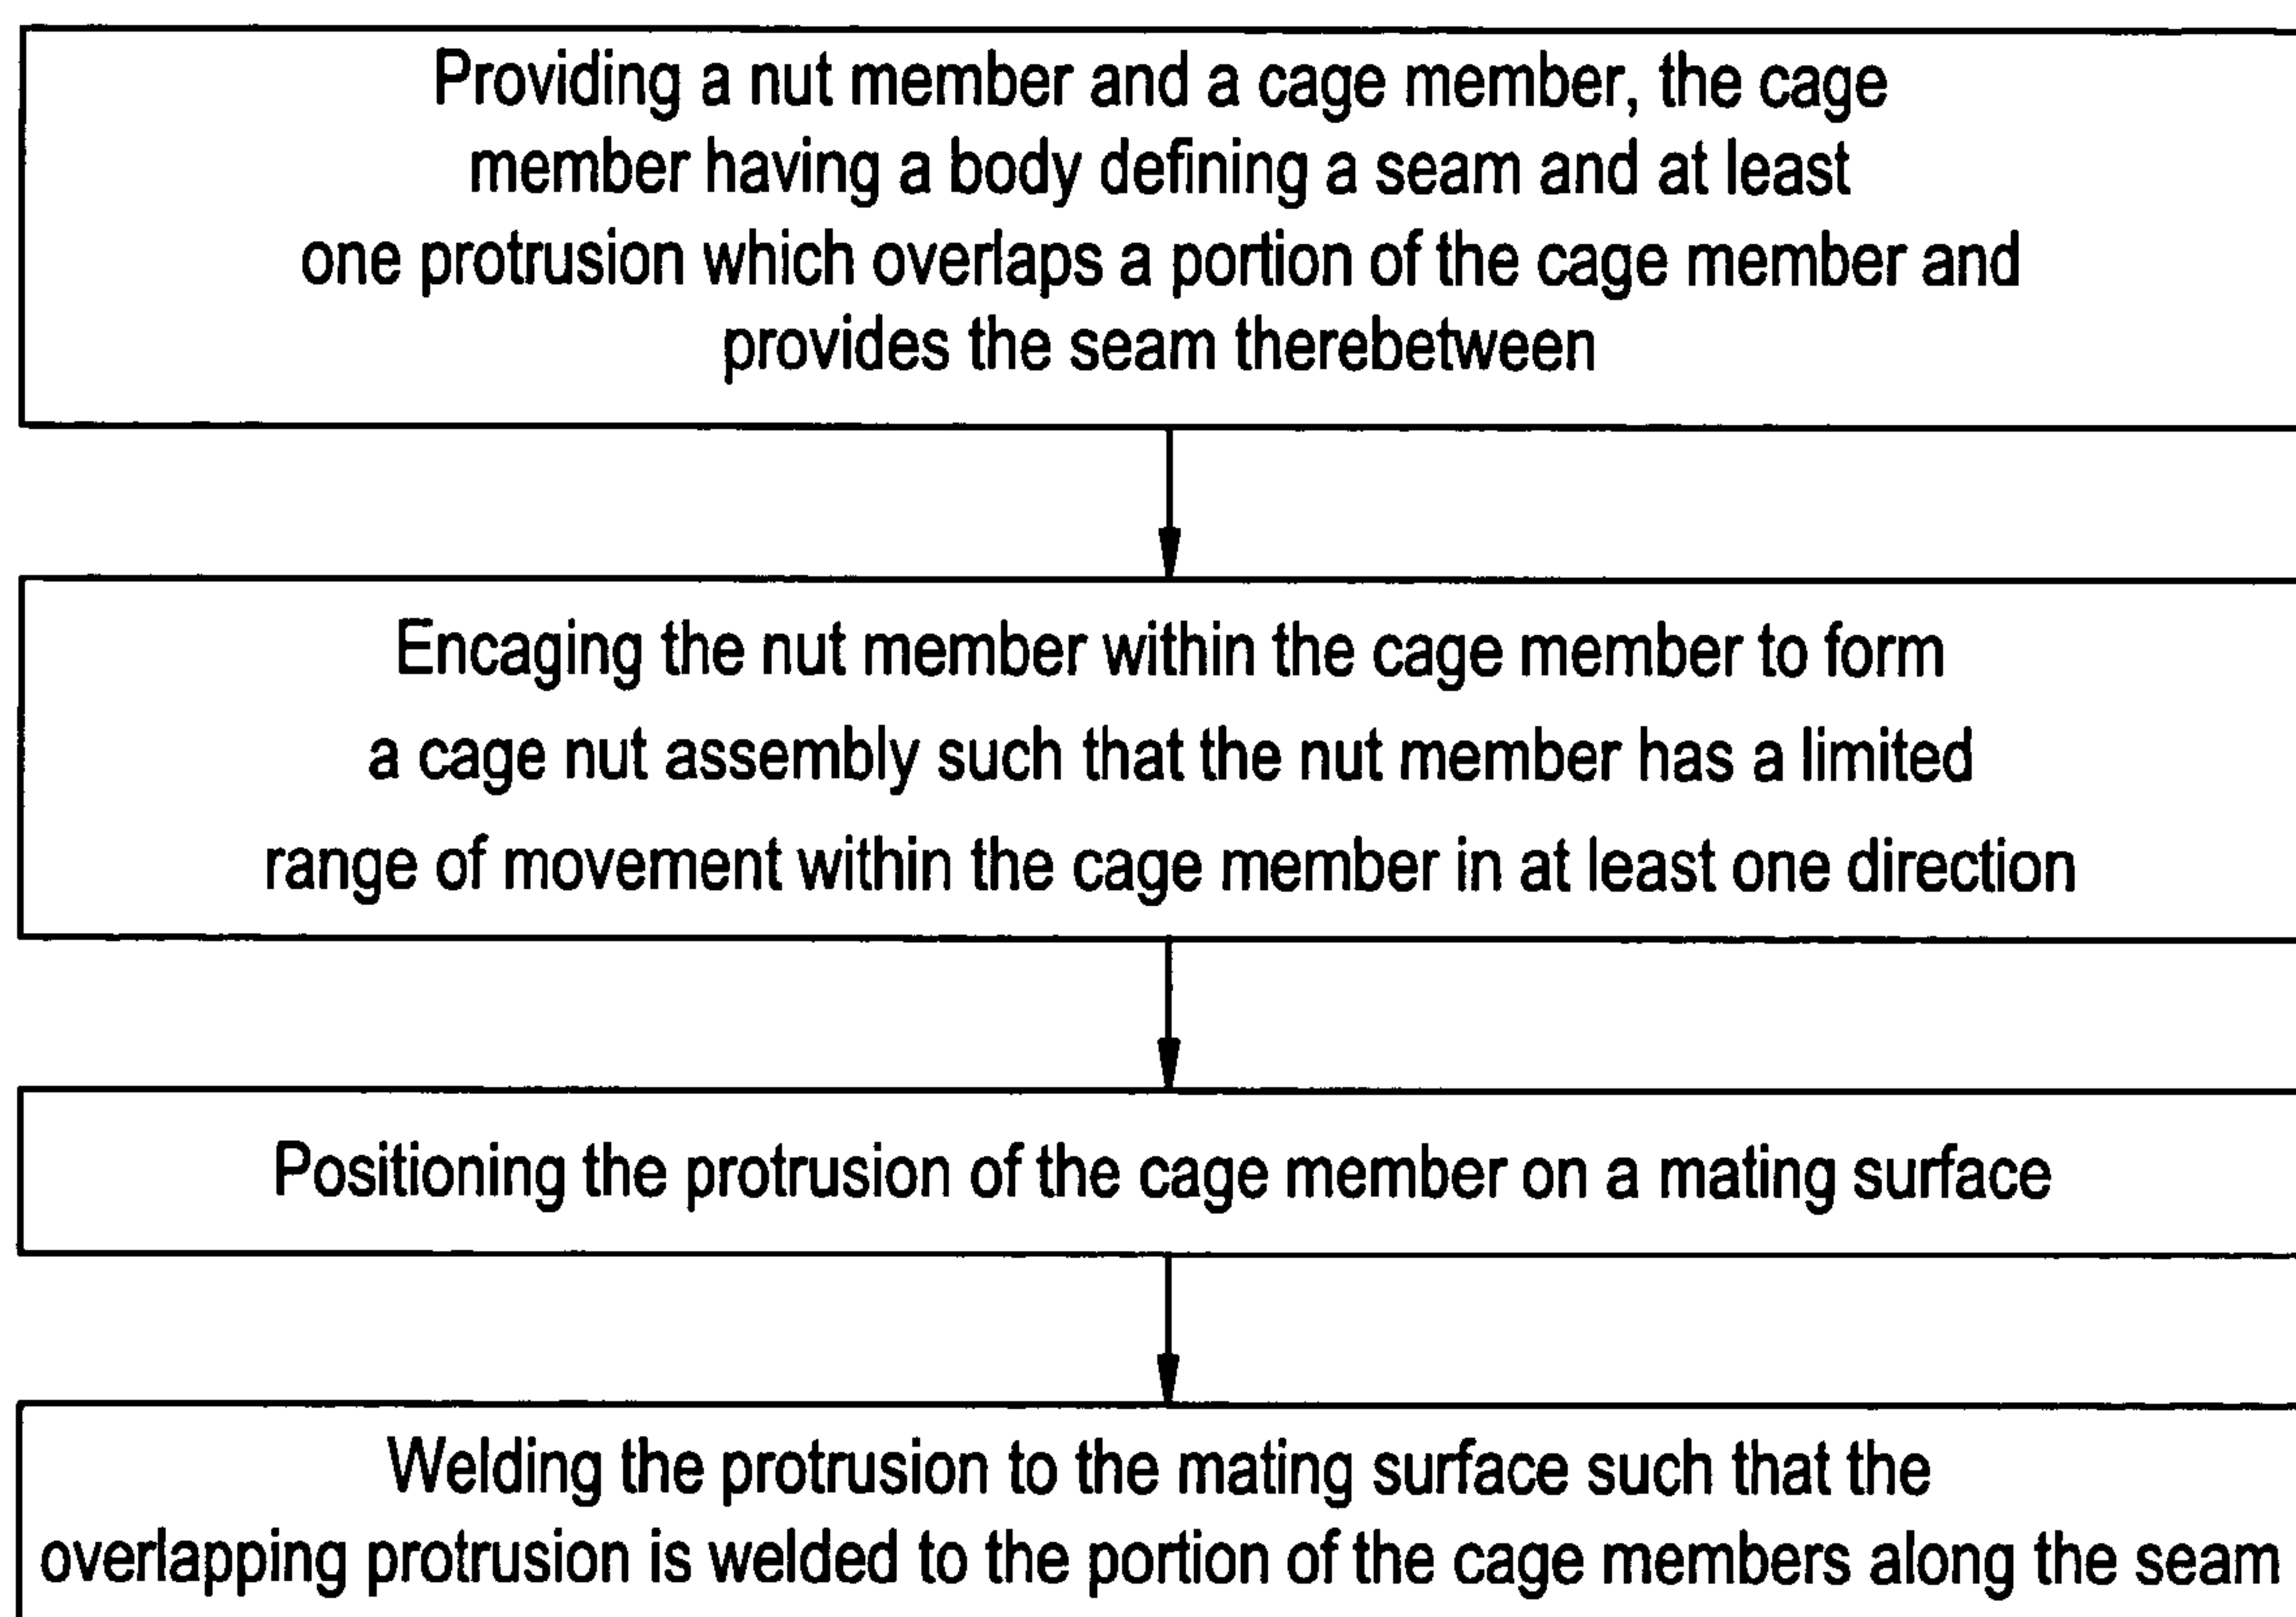 Providing a nut member and a cage member, the cage
member having a body defining a seam and at least
one protrusion which overlaps a portion of the cage member and
provides the seam therebetween
Encaging the nut member within the cage member to form
a cage nut assembly such that the nut member has a limited
range of movement within the cage member in at least one direction
Positioning the protrusion of the cage member on a mating surface
Welding the protrusion to the mating surface such that the
overlapping protrusion is welded to the portion of the cage members along the seam